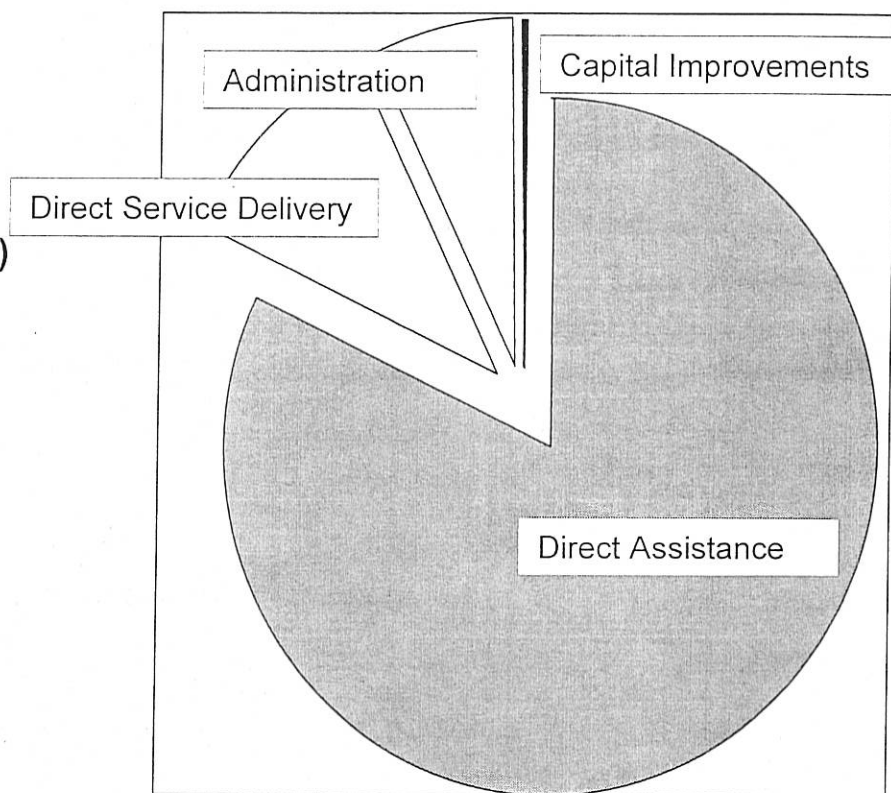 Administration
Capital Improvements
Direct Service Delivery
)
Direct Assistance